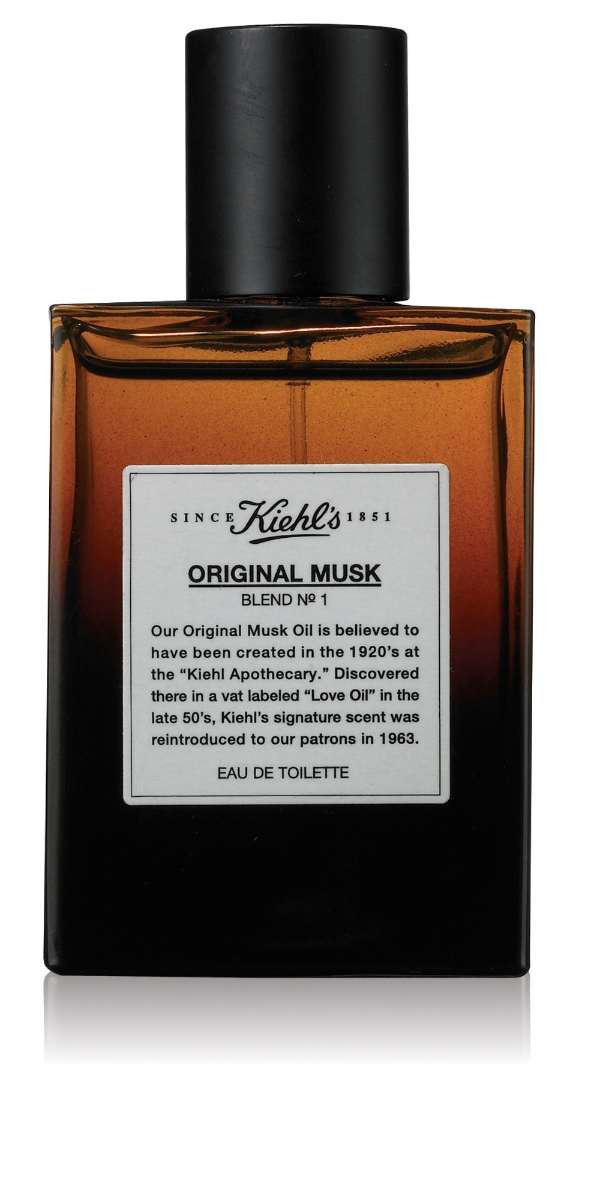 SINCE Kiehl's 1851
ORIGINAL MUSK
BLEND Nº 1
Our Original Musk Oil is believed to
have been created in the 1920's at
the “Kiehl Apothecary.” Discovered
there in a vat labeled “Love Oil” in the
late 50's, Kiehl's signature scent was
reintroduced to our patrons in 1963.
EAU DE TOILETTE